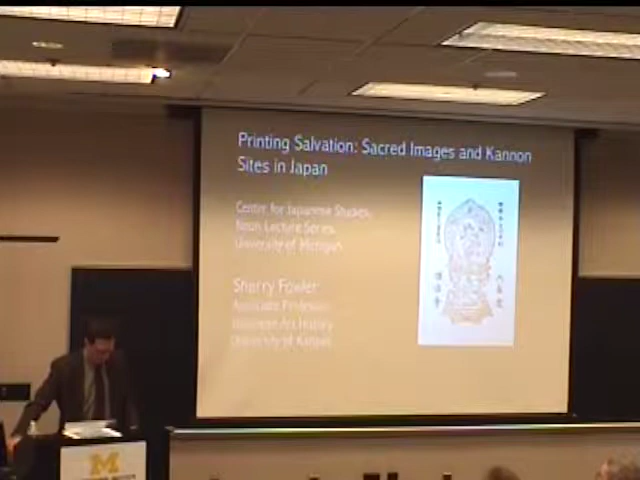 Printing Salvation: Sacred Images and Kannon
Sites in Japan
Center for Japanese Studies,
Noon Lecture Series,
University of Michigan
Sherry Fowler
Associate Professor
Japanese Art History
University of Kansas
M